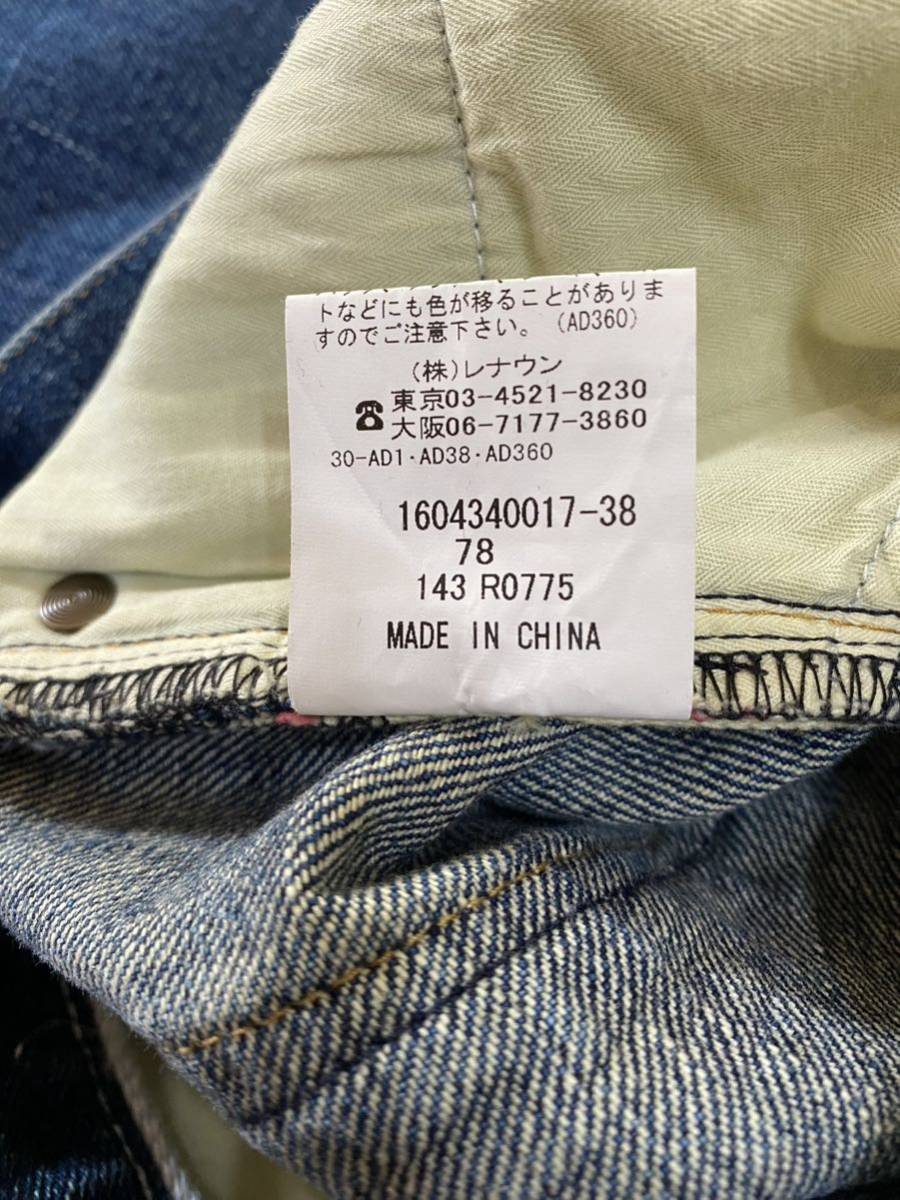 トなどにも色が移ることがありま
すのでご注意下さい。(AD360)
(株)レナウン
☎東京03-4521-8230
大阪06-7177-3860
30-AD1・AD38・AD360
1604340017-38
78
143 R0775
MADE IN CHINA